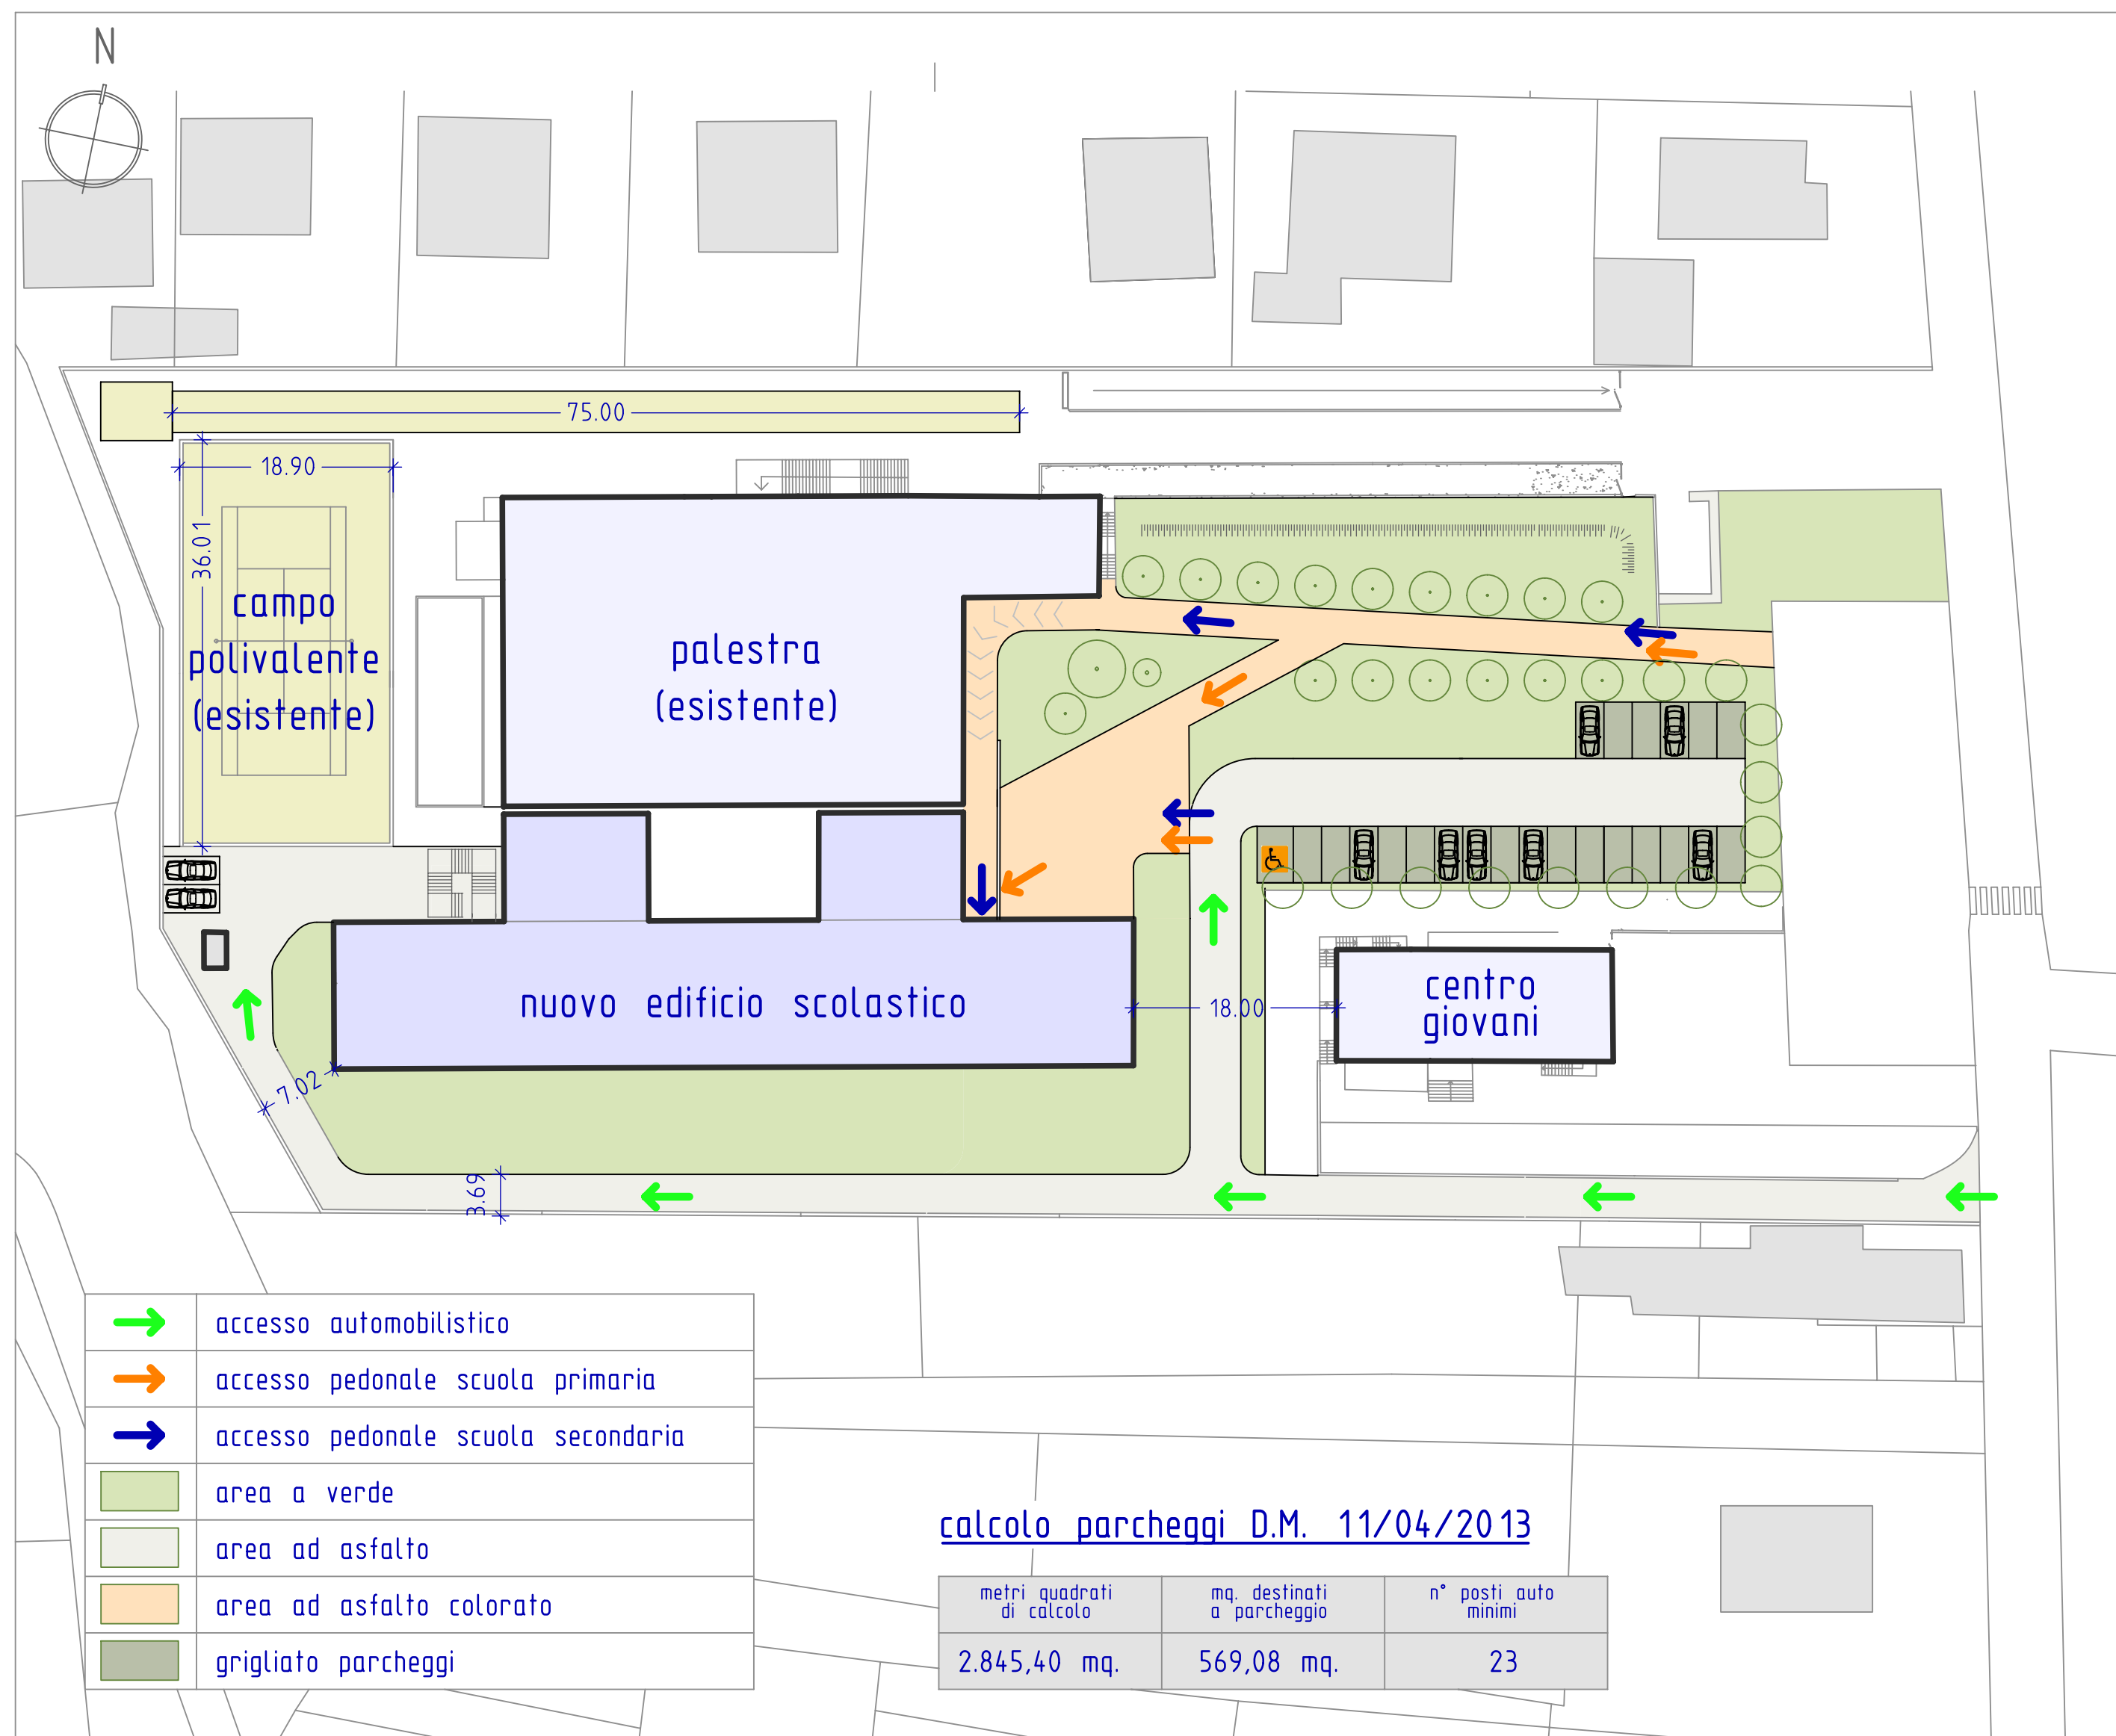 N
75.00
18.90
36.01
campo
polivalente
(esistente)
palestra
(esistente)
nuovo edificio scolastico
18.00
centro
giovani
7.02
3.69
accesso automobilistico
accesso pedonale scuola primaria
accesso pedonale scuola secondaria
area a verde
area ad asfalto
area ad asfalto colorato
grigliato parcheggi
calcolo parcheggi D.M. 11/04/2013
metri quadrati
di calcolo
mq. destinati
a parcheggio
n° posti auto
minimi
2.845,40 mq.
569,08 mq.
23